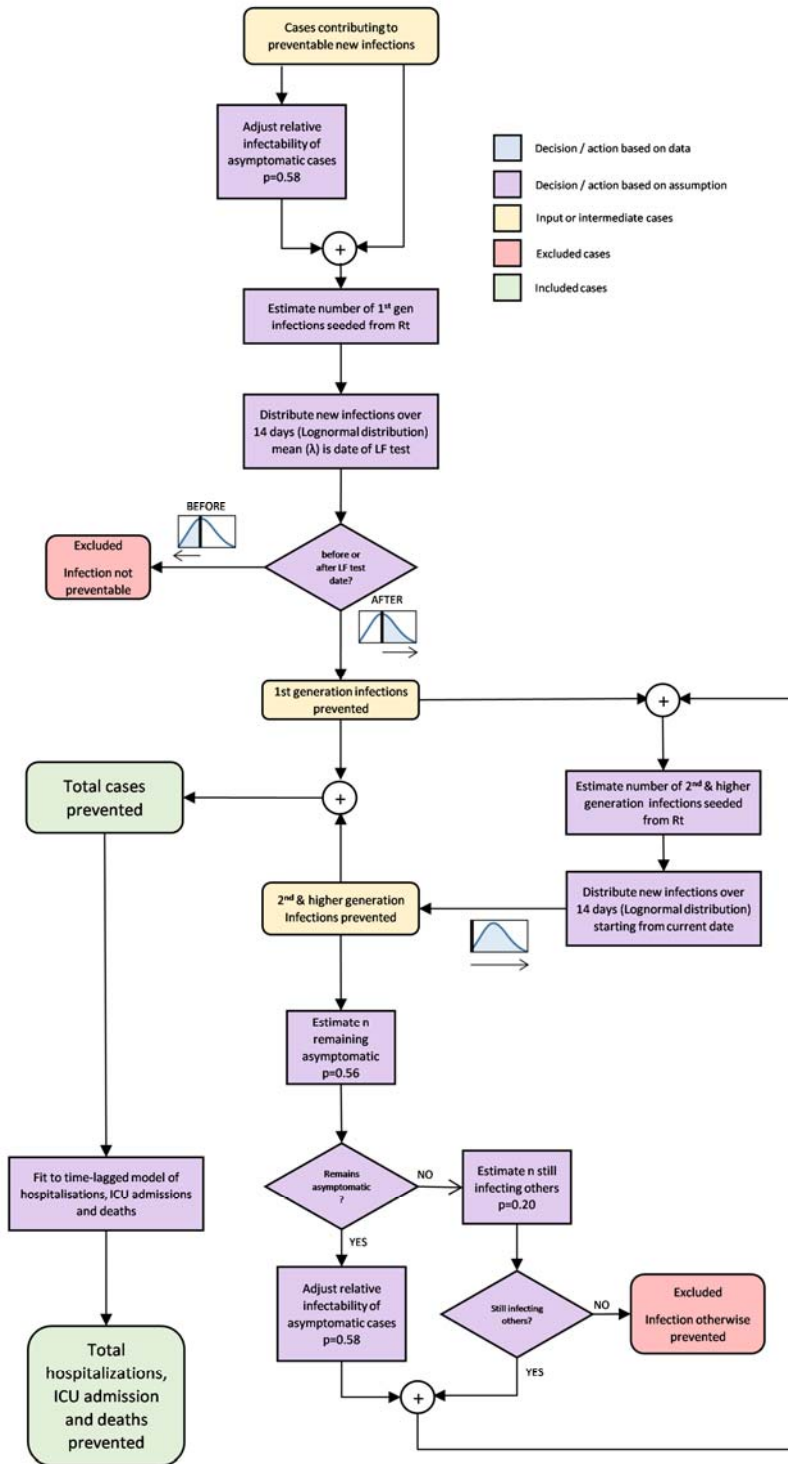 Cases contributing to
preventable new infections
Adjust relative
infectability of
asymptomatic cases
p=0.58
Decision / action based on data
Decision / action based on assumption
Input or intermediate cases
Excluded cases
Included cases
+
Estimate number of 1st gen
infections seeded from Rt
Distribute new infections over
14 days (Lognormal distribution)
mean (λ) is date of LF test
BEFORE
Excluded
Infection not
preventable
before or
after LF test
date?
AFTER
1st generation infections
prevented
+
Total cases
prevented
+
Estimate number of 2nd & higher
generation infections seeded
from Rt
2nd & higher generation
Infections prevented
Distribute new infections over
14 days (Lognormal distribution)
starting from current date
Estimate n
remaining
asymptomatic
p=0.56
Fit to time-lagged model of
hospitalisations, ICU admissions
and deaths
Remains
asymptomatic
?
NO
Estimate n still
infecting others
p=0.20
YES
Adjust relative
infectability of
asymptomatic cases
p=0.58
Still infecting
others?
NO
Excluded
Infection otherwise
prevented
YES
Total
hospitalizations,
ICU admission
and deaths
prevented
+